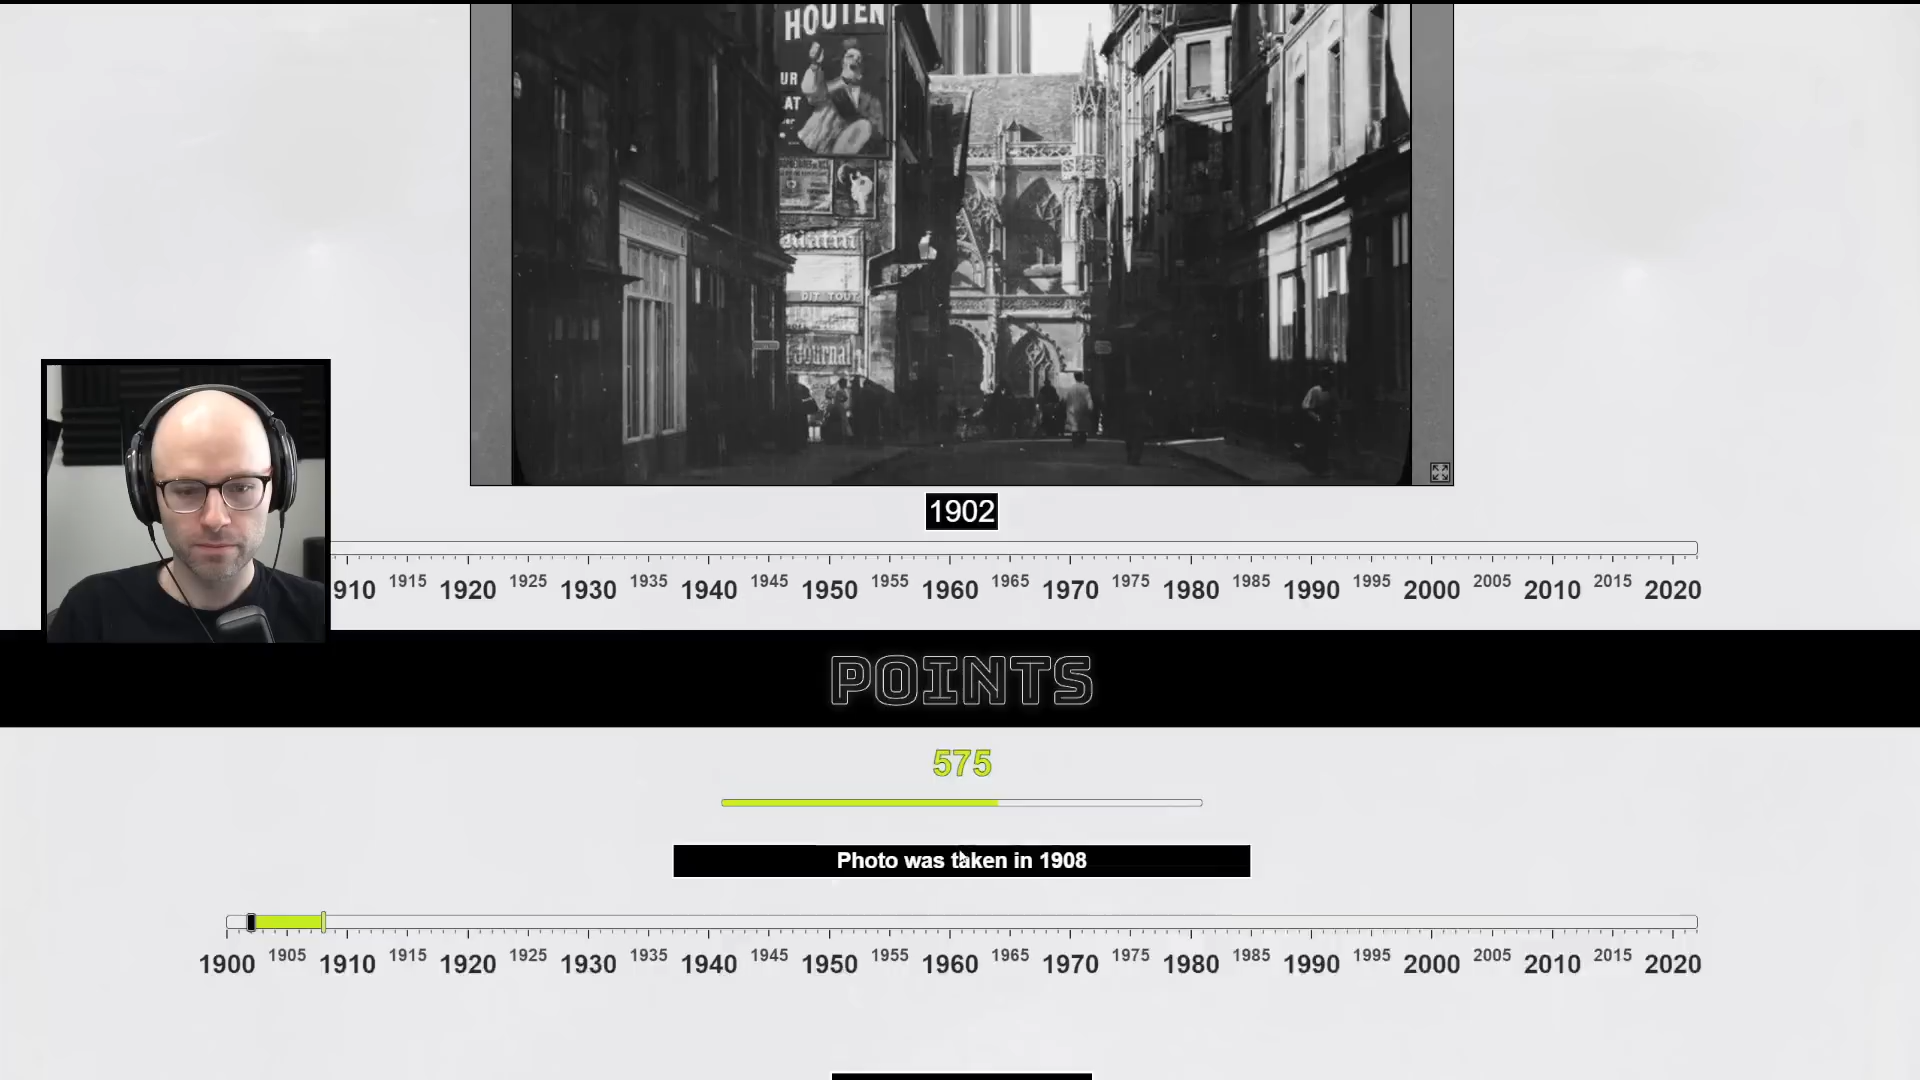 HOUTEN
UR
AT
Matin
DIT TOUT
Journal
1902
910 1915 1920 1925 1930 1935 1940 1945 1950 1955 1960 1965 1970 1975 1980 1985 1990 1995 2000 2005 2010 2015 2020
POINTS
575
Photo was taken in 1908
1900 1905 1910 1915 1920 1925 1930 1935 1940 1945 1950 1955 1960 1965 1970 1975 1980 1985 1990 1995 2000 2005 2010 2015 2020